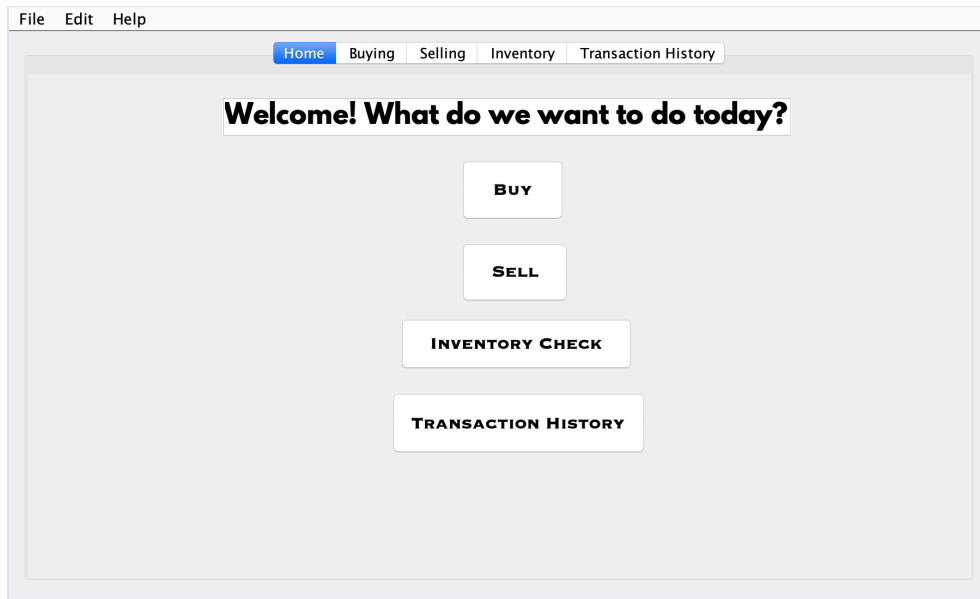 File Edit Help
Home Buying Selling Inventory Transaction History
Welcome! What do we want to do today?
Buy
Sell
Inventory Check
Transaction History